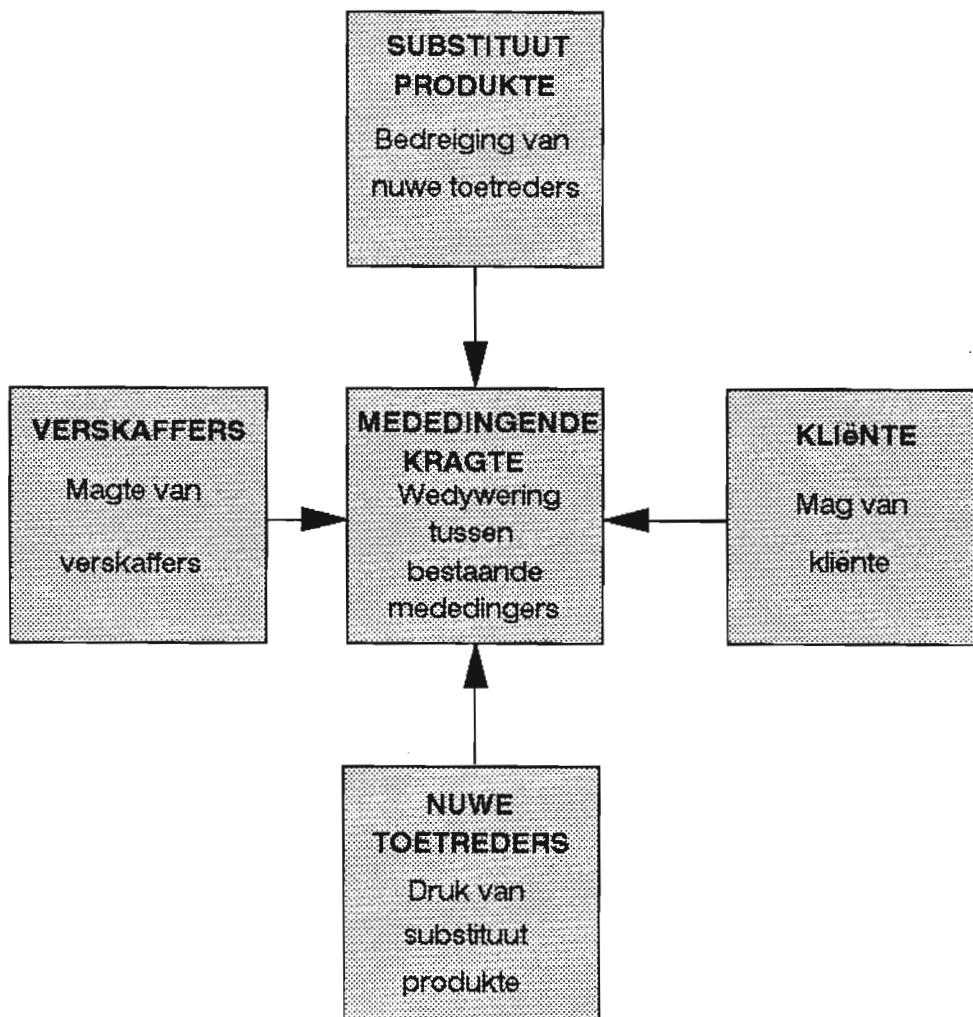 SUBSTITUUT
PRODUKTE
Bedreiging van
nuwe toetreders
VERSKAFFERS
Magte van
verskaffers
MEDEDINGENDE
KRAGTE
Wedywering
tussen
bestaande
mededingers
KLIëNTE
Mag van
kliënte
NUWE
TOETREDERS
Druk van
substituut
produkte